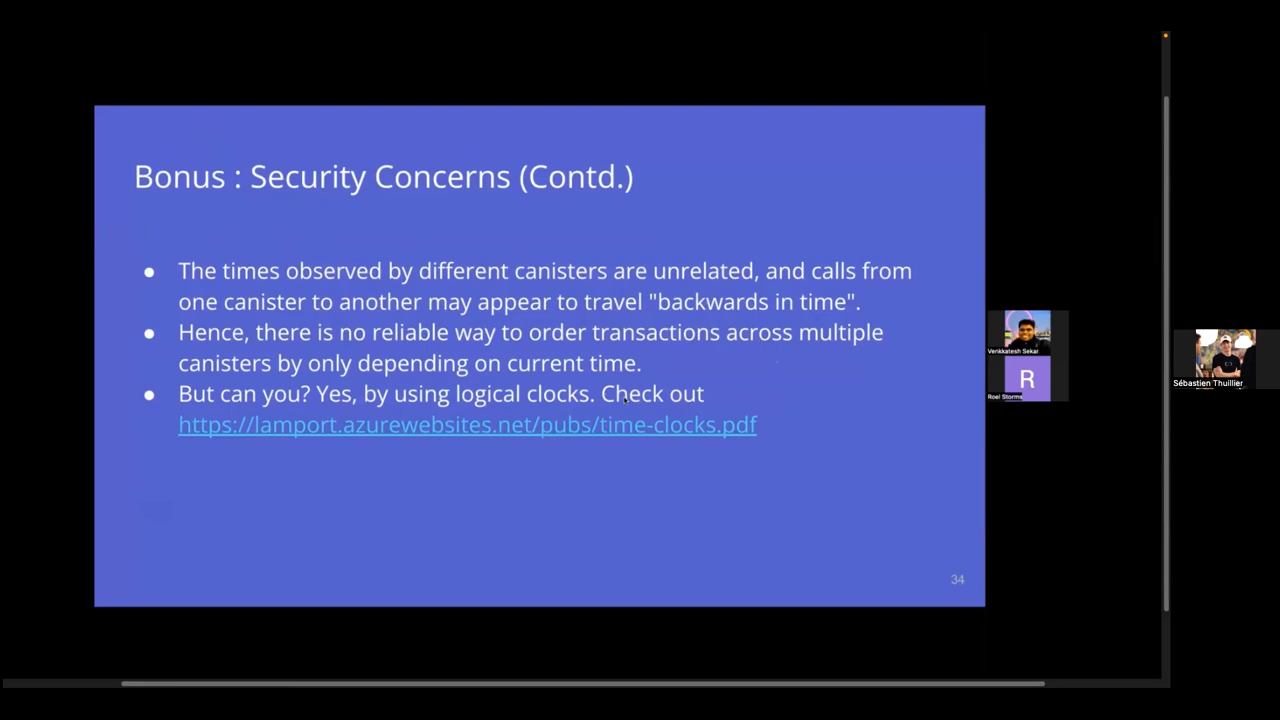 Bonus : Security Concerns (Contd.)
● The times observed by different canisters are unrelated, and calls from
one canister to another may appear to travel "backwards in time".
● Hence, there is no reliable way to order transactions across multiple
canisters by only depending on current time.
● But can you? Yes, by using logical clocks. Check out
https://lamport.azurewebsites.net/pubs/time-clocks.pdf
34
Venkkatesh Sekar
R
Roel Storms
Sébastien Thuillier